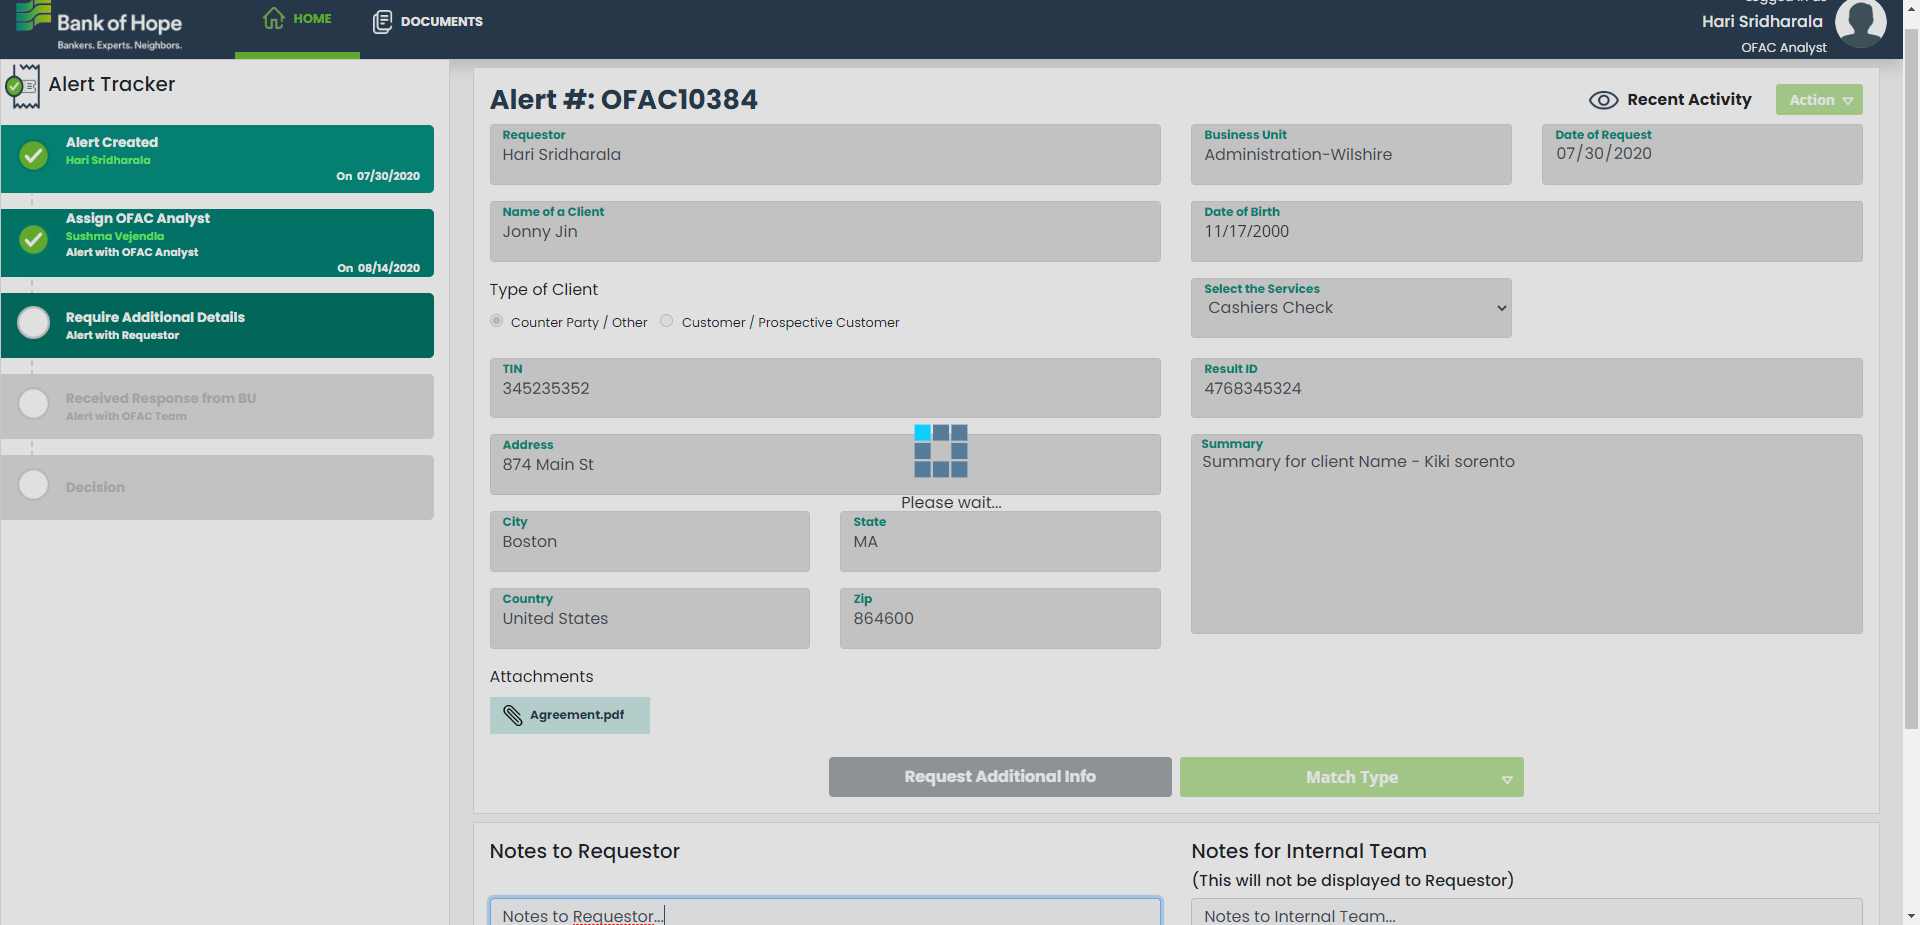 Bank of Hope
Bankers. Experts. Neighbors.
HOME
DOCUMENTS
Logged in as
Hari Sridharala
OFAC Analyst
Alert Tracker
Alert Created
Hari Sridharala
On 07/30/2020
Assign OFAC Analyst
Sushma Vejendla
Alert with OFAC Analyst
On 08/14/2020
Require Additional Details
Alert with Requestor
Received Response from BU
Alert with OFAC Team
Decision
Alert #: OFAC10384
Recent Activity
Action
Requestor
Hari Sridharala
Business Unit
Administration-Wilshire
Date of Request
07/30/2020
Name of a Client
Jonny Jin
Date of Birth
11/17/2000
Type of Client
Counter Party / Other
Customer / Prospective Customer
Select the Services
Cashiers Check
TIN
345235352
Result ID
4768345324
Address
874 Main St
Summary
Summary for client Name - Kiki sorento
Please wait...
City
Boston
State
MA
Country
United States
Zip
864600
Attachments
Agreement.pdf
Request Additional Info
Match Type
Notes to Requestor
Notes to Requestor...
Notes for Internal Team
(This will not be displayed to Requestor)
Notes to Internal Team...